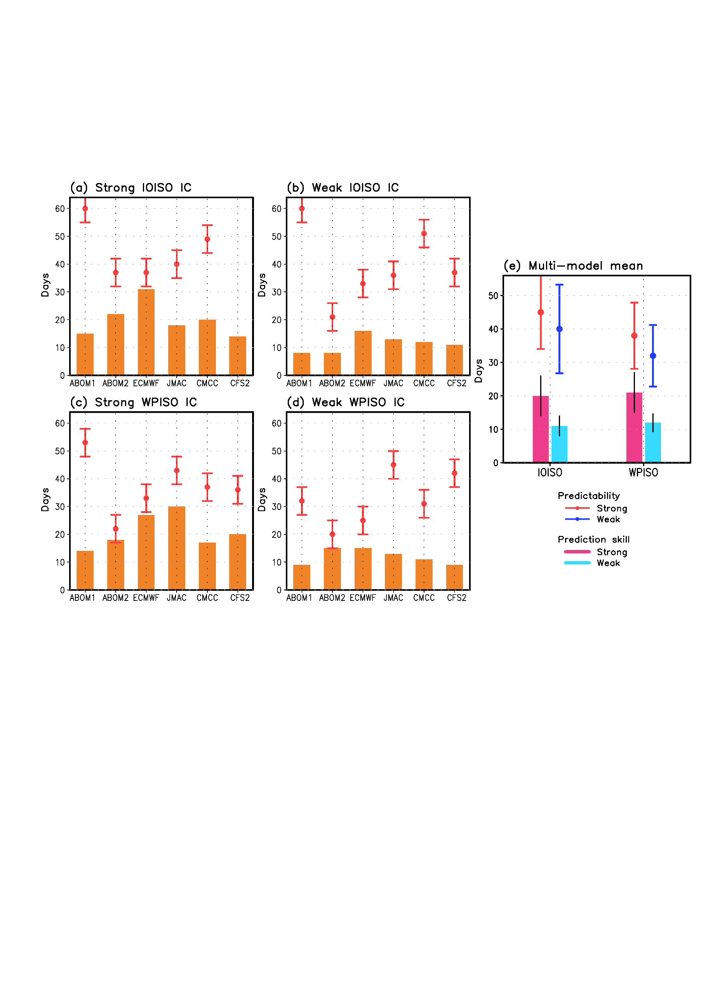 (a) Strong IOISO IC
60
50
40
30
20
10
0
Days
ABOM1 ABOM2 ECMWF JMAC CMCC CFS2
(b) Weak IOISO IC
60
50
40
30
20
10
0
Days
ABOM1 ABOM2 ECMWF JMAC CMCC CFS2
(c) Strong WPISO IC
60
50
40
30
20
10
0
Days
ABOM1 ABOM2 ECMWF JMAC CMCC CFS2
(d) Weak WPISO IC
60
50
40
30
20
10
0
Days
ABOM1 ABOM2 ECMWF JMAC CMCC CFS2
(e) Multi-model mean
50
40
30
20
10
0
Days
IOISO WPISO
Predictability
Strong
Weak
Prediction skill
Strong
Weak